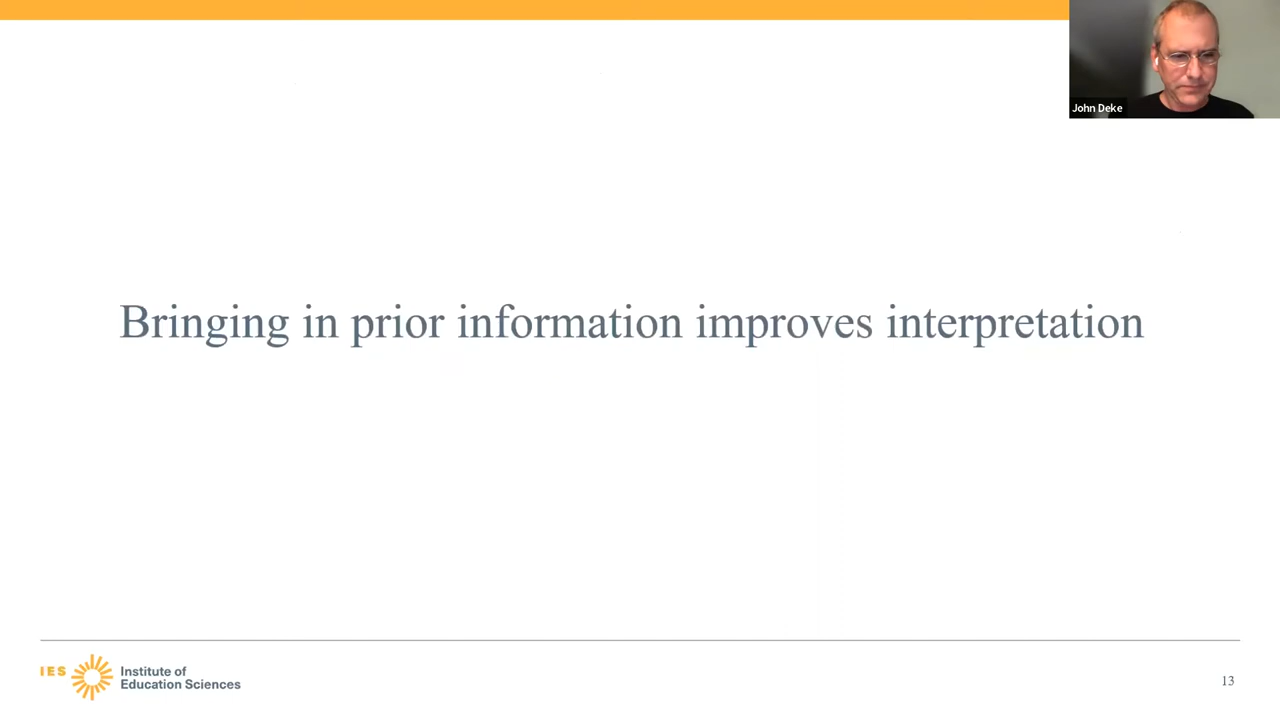 John Deke
Bringing in prior information improves interpretation
IES
Institute of
Education Sciences
13